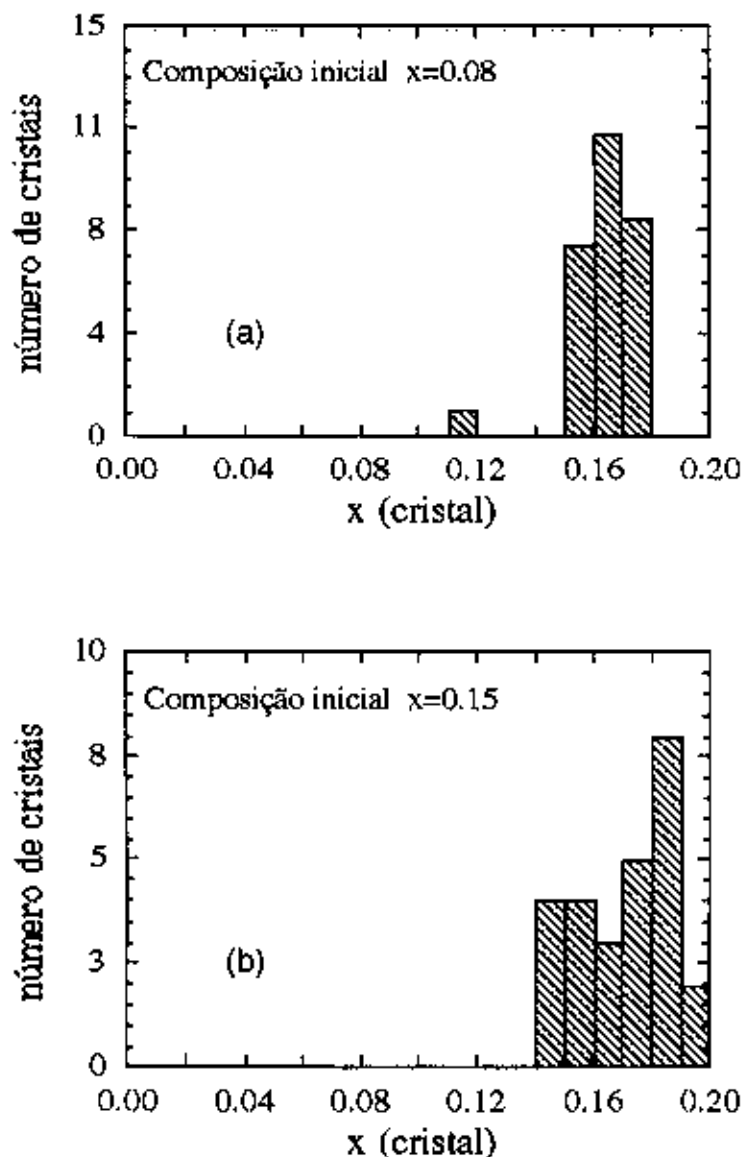 15
Composição inicial x=0.08
11
número de cristais
8
(a)
4
0
0.00 0.04 0.08 0.12 0.16 0.20
x (cristal)
10
Composição inicial x=0.15
8
número de cristais
5
(b)
3
0
0.00 0.04 0.08 0.12 0.16 0.20
x (cristal)